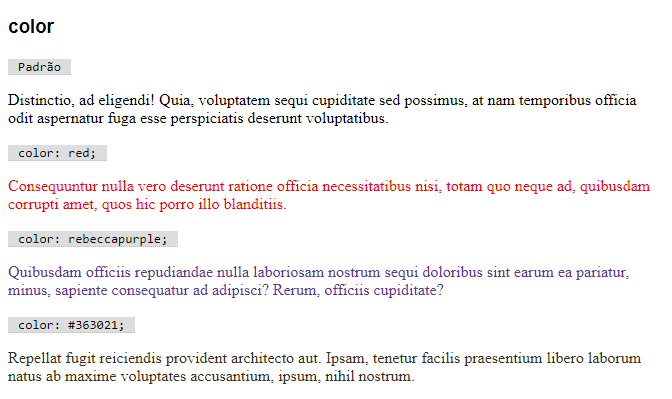 color
Padrão
Distinctio, ad eligendi! Quia, voluptatem sequi cupiditate sed possimus, at nam temporibus officia
odit aspernatur fuga esse perspiciatis deserunt voluptatibus.
color: red;
Consequuntur nulla vero deserunt ratione officia necessitatibus nisi, totam quo neque ad, quibusdam
corrupti amet, quos hic porro illo blanditiis.
color: rebeccapurple;
Quibusdam officiis repudiandae nulla laboriosam nostrum sequi doloribus sint earum ea pariatur,
minus, sapiente consequatur ad adipisci? Rerum, officiis cupiditate?
color: #363021;
Repellat fugit reiciendis provident architecto aut. Ipsam, tenetur facilis praesentium libero laborum
natus ab maxime voluptates accusantium, ipsum, nihil nostrum.